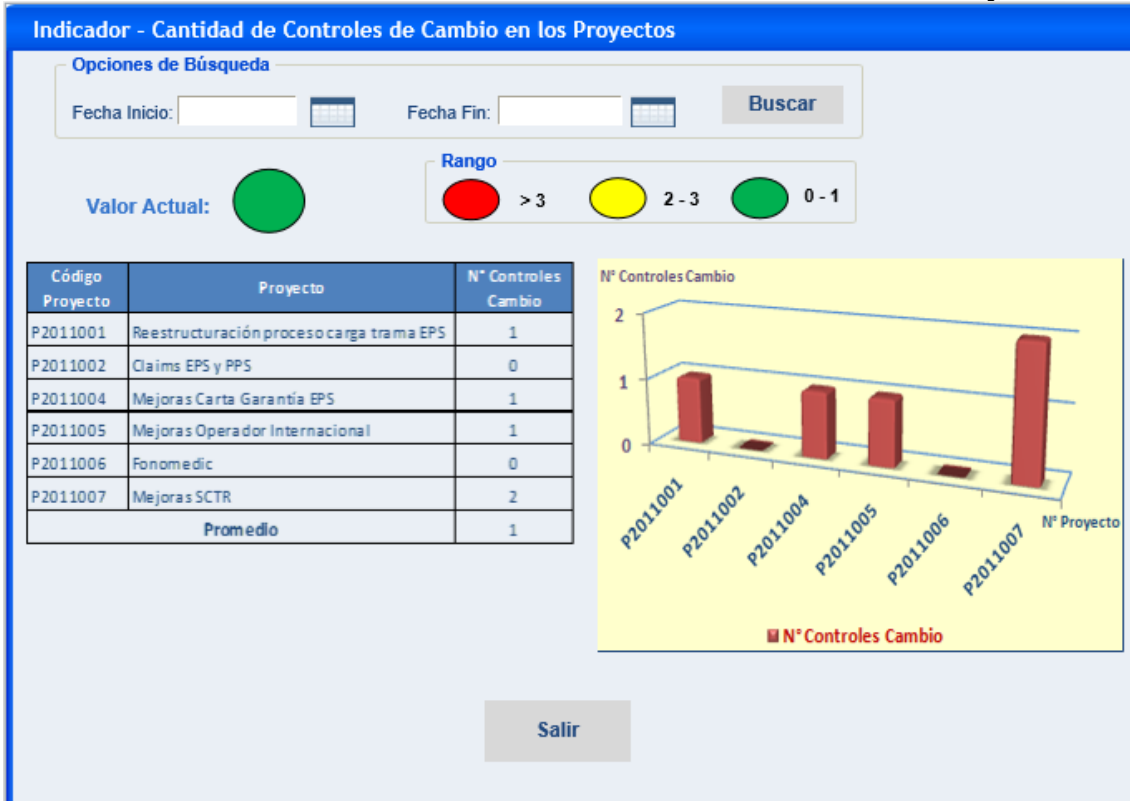 Indicador - Cantidad de Controles de Cambio en los Proyectos
Opciones de Búsqueda
Fecha Inicio:
Fecha Fin:
Buscar
Valor Actual:
Rango
> 3
2 - 3
0 - 1
Código Proyecto
Proyecto
N° Controles Cambio
P2011001 Reestructuración proceso carga trama EPS 1
P2011002 Claims EPS y PPS 0
P2011004 Mejoras Carta Garantía EPS 1
P2011005 Mejoras Operador Internacional 1
P2011006 Fonomedic 0
P2011007 Mejoras SCTR 2
Promedio 1
N° Controles Cambio
2
1
0
P2011001
P2011002
P2011004
P2011005
P2011006
P2011007
N° Proyecto
N° Controles Cambio
Salir